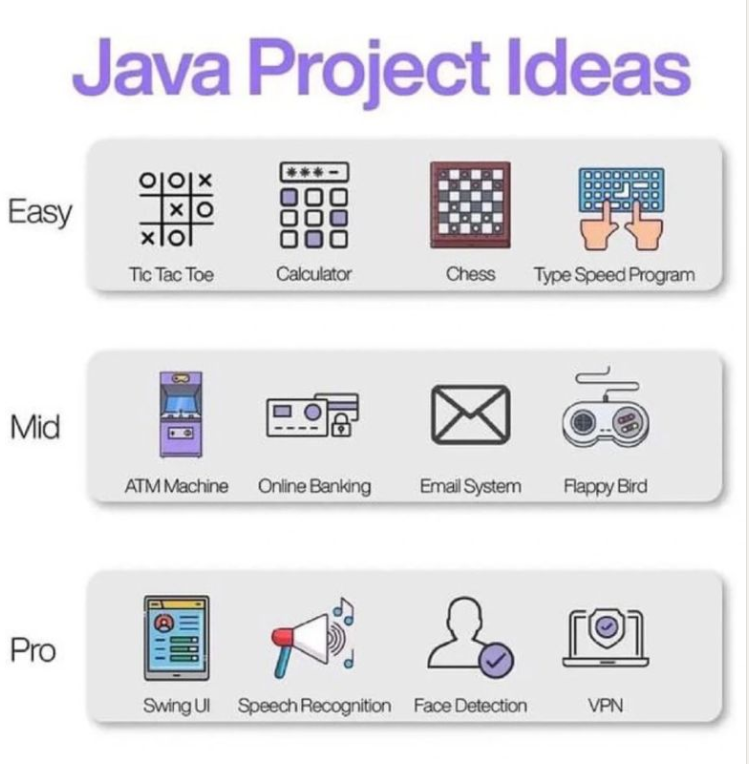 Java Project Ideas
Easy
Tic Tac Toe
Calculator
Chess
Type Speed Program
Mid
ATM Machine
Online Banking
Email System
Flappy Bird
Pro
Swing UI
Speech Recognition
Face Detection
VPN